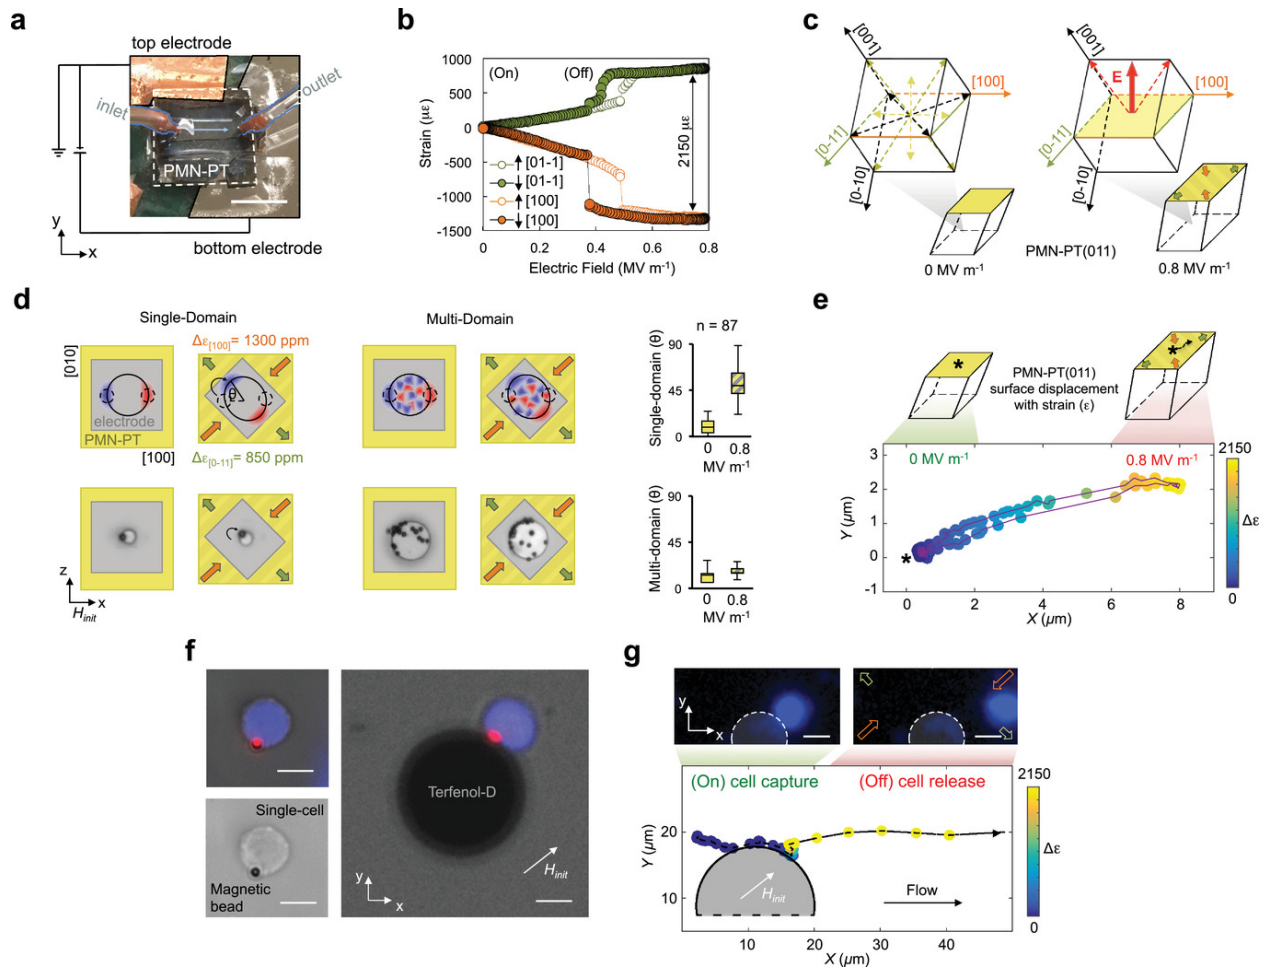 a
top electrode
inlet
outlet
PMN-PT
y
x
bottom electrode
b
(On)
(Off)
1000
500
0
-500
-1000
-1500
Strain (με)
[01-1]
[01-1]
[100]
[100]
2150 με
0
0.2
0.4
0.6
0.8
Electric Field (MV m-1)
c
[001]
[100]
[0-11]
[0-10]
0 MV m-1
PMN-PT(011)
[001]
E
[100]
[0-11]
[0-10]
0.8 MV m-1
d
Single-Domain
Multi-Domain
Δε[100]= 1300 ppm
[010]
θ
electrode
PMN-PT
[100]
Δε[0-11]= 850 ppm
z
x
Hinit
n = 87
Single-domain (θ)
90
45
0
0
0.8
MV m-1
Multi-domain (θ)
90
45
0
0
0.8
MV m-1
e
*
PMN-PT(011)
surface displacement
with strain (ε)
*
0 MV m-1
0.8 MV m-1
Y (μm)
3
2
1
0
-1
*
0
2
4
6
8
X (μm)
2150
Δε
0
f
Single-cell
Magnetic
bead
Terfenol-D
Hinit
y
x
g
y
x
(On) cell capture
(Off) cell release
Y (μm)
20
10
Hinit
Flow
10
20
30
40
X (μm)
2150
Δε
0